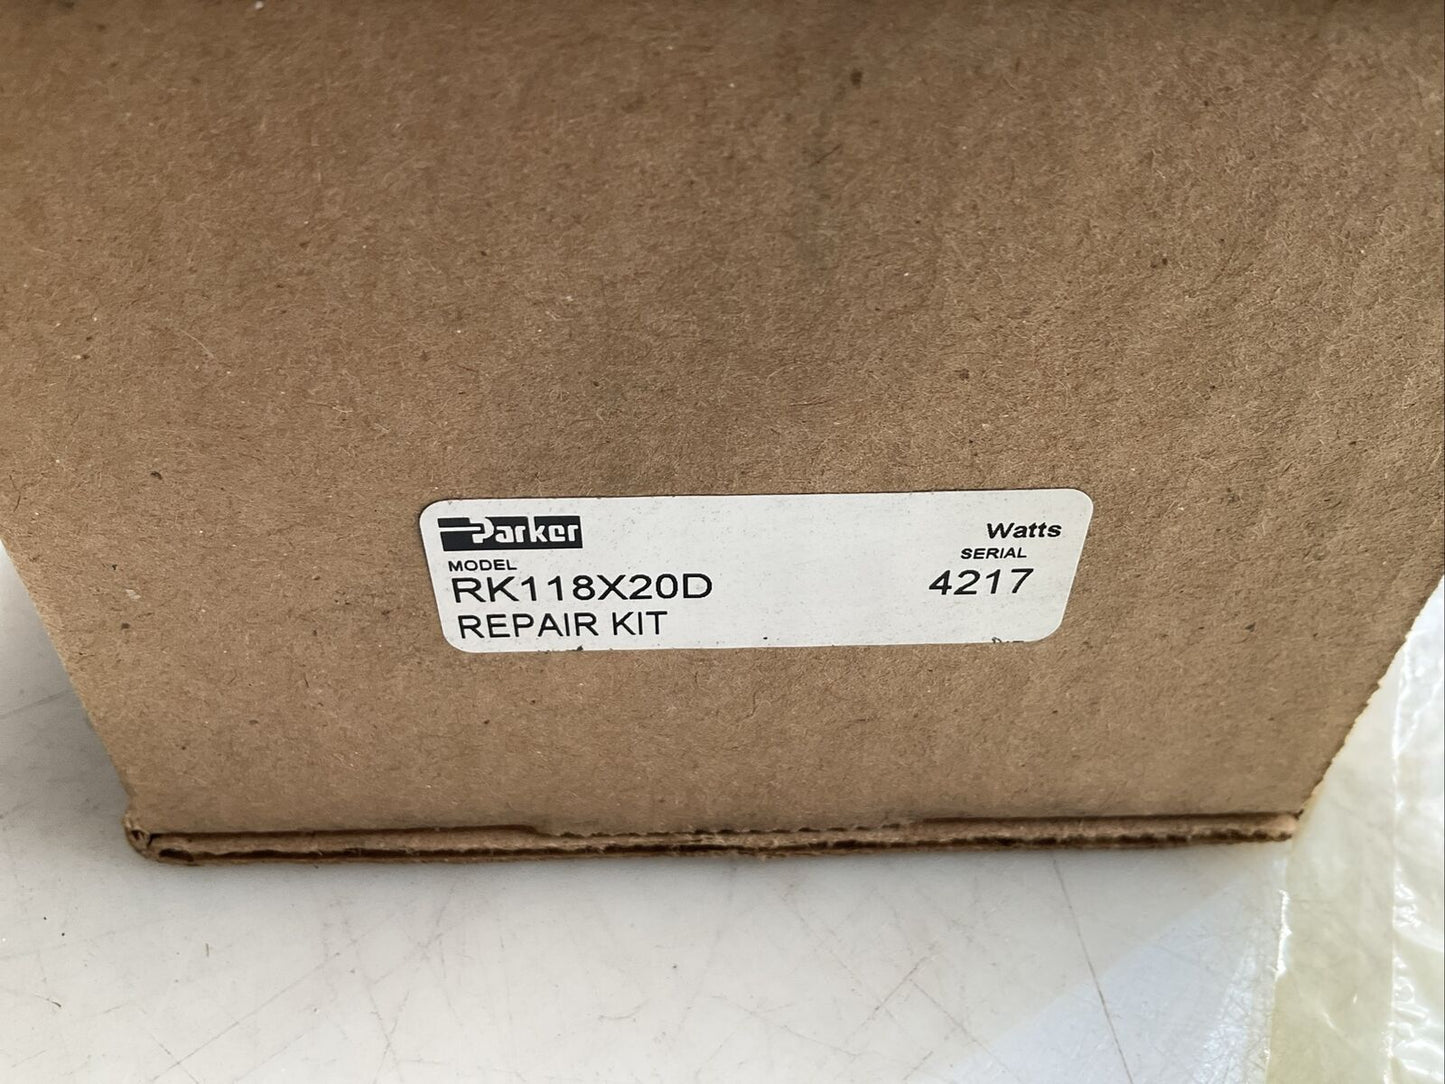 Parker
Watts
MODEL
SERIAL
RK118X20D
4217
REPAIR KIT